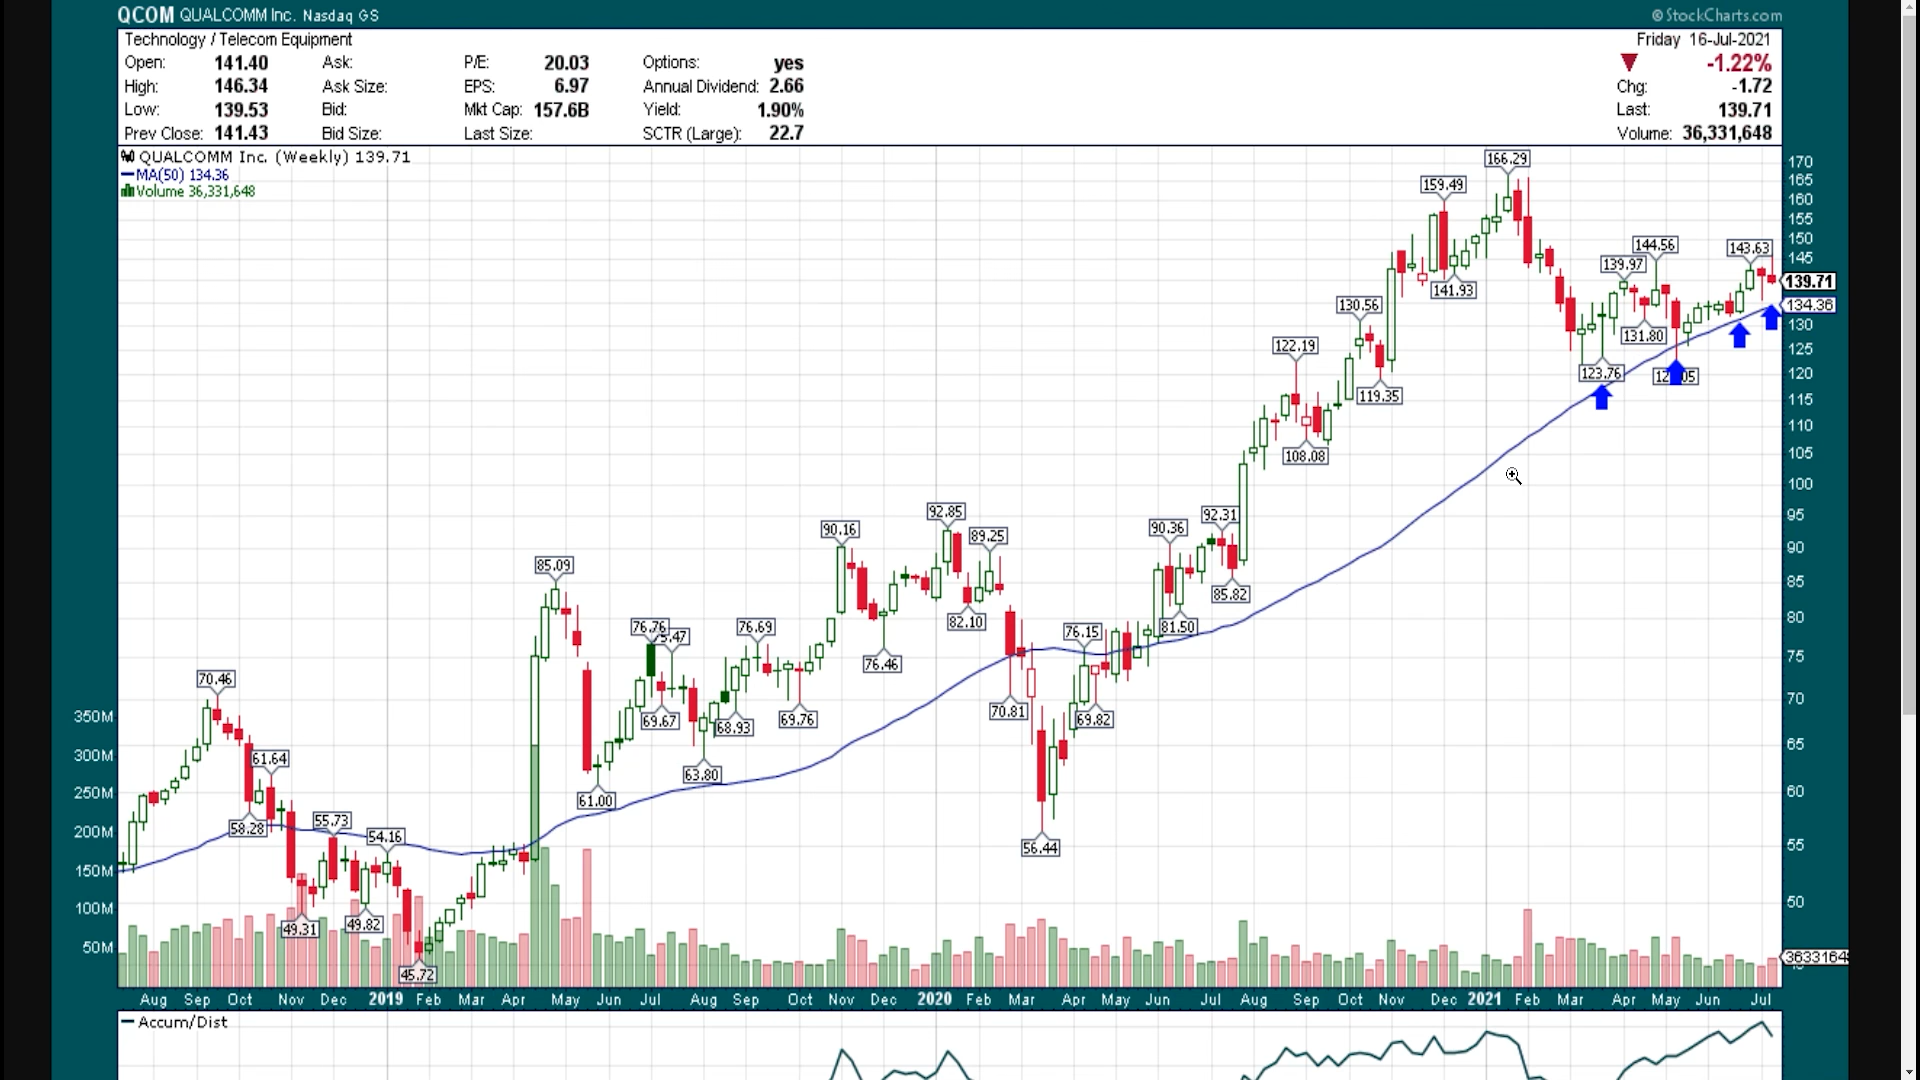 QCOM QUALCOMM Inc. Nasdaq GS
© StockCharts.com
Technology / Telecom Equipment
Friday 16-Jul-2021
Open: 141.40 Ask: P/E: 20.03 Options: yes
-1.22%
High: 146.34 Ask Size: EPS: 6.97 Annual Dividend: 2.66
Chg: -1.72
Low: 139.53 Bid: Mkt Cap: 157.6B Yield: 1.90%
Last: 139.71
Prev Close: 141.43 Bid Size: Last Size: SCTR (Large): 22.7
Volume: 36,331,648
QUALCOMM Inc. (Weekly) 139.71
MA(50) 134.36
Volume 36,331,648
166.29
159.49
144.56
143.63
139.97
141.93
130.56
131.80
122.19
123.76
119.35
108.08
92.85
92.31
90.36
90.16
89.25
85.09
85.82
82.10
81.50
76.76
76.69
76.15
76.46
70.46
69.67
68.93
69.76
70.81
69.82
61.64
63.80
61.00
58.28
55.73
54.16
56.44
49.31
49.82
45.72
170
165
160
155
150
145
139.71
134.36
130
125
120
115
110
105
100
95
90
85
80
75
70
65
60
55
50
36331648
350M
300M
250M
200M
150M
100M
50M
Aug Sep Oct Nov Dec 2019 Feb Mar Apr May Jun Jul Aug Sep Oct Nov Dec 2020 Feb Mar Apr May Jun Jul Aug Sep Oct Nov Dec 2021 Feb Mar Apr May Jun Jul
Accum/Dist